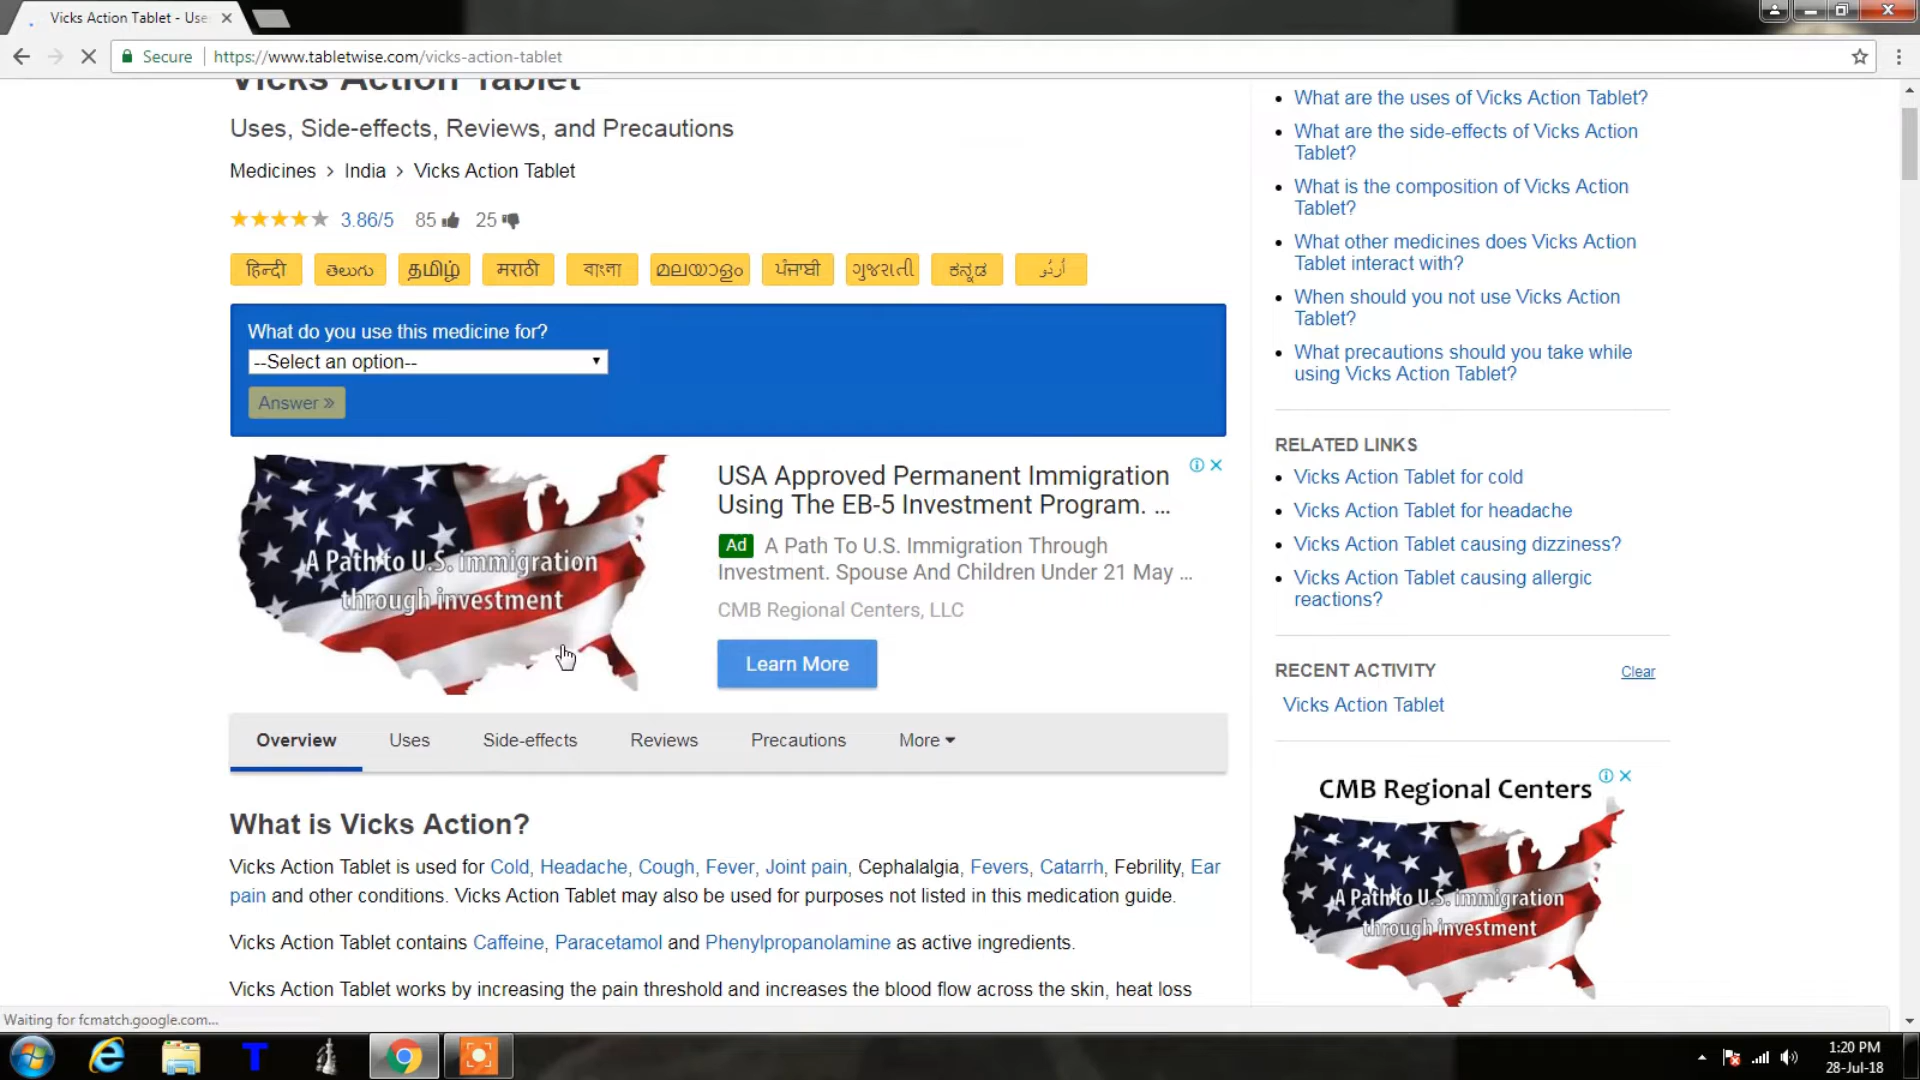 Vicks Action Tablet - Use
Secure
https://www.tabletwise.com/vicks-action-tablet
Vicks Action Tablet
Uses, Side-effects, Reviews, and Precautions
Medicines > India > Vicks Action Tablet
3.86/5 85 25
हिन्दी తెలుగు தமிழ் मराठी বাংলা മലയാളം ਪੰਜਾਬੀ ગુજરાતી ಕನ್ನಡ اُردُو
What do you use this medicine for?
--Select an option--
Answer »
A Path to U.S. immigration
through investment
USA Approved Permanent Immigration
Using The EB-5 Investment Program. ...
Ad A Path To U.S. Immigration Through
Investment. Spouse And Children Under 21 May ...
CMB Regional Centers, LLC
Learn More
Overview Uses Side-effects Reviews Precautions More
What is Vicks Action?
Vicks Action Tablet is used for Cold, Headache, Cough, Fever, Joint pain, Cephalalgia, Fevers, Catarrh, Febrility, Ear
pain and other conditions. Vicks Action Tablet may also be used for purposes not listed in this medication guide.
Vicks Action Tablet contains Caffeine, Paracetamol and Phenylpropanolamine as active ingredients.
Vicks Action Tablet works by increasing the pain threshold and increases the blood flow across the skin, heat loss
What are the uses of Vicks Action Tablet?
What are the side-effects of Vicks Action
Tablet?
What is the composition of Vicks Action
Tablet?
What other medicines does Vicks Action
Tablet interact with?
When should you not use Vicks Action
Tablet?
What precautions should you take while
using Vicks Action Tablet?
RELATED LINKS
Vicks Action Tablet for cold
Vicks Action Tablet for headache
Vicks Action Tablet causing dizziness?
Vicks Action Tablet causing allergic
reactions?
RECENT ACTIVITY Clear
Vicks Action Tablet
CMB Regional Centers
A Path to U.S. immigration
through investment
Waiting for fcmatch.google.com...
1:20 PM
28-Jul-18